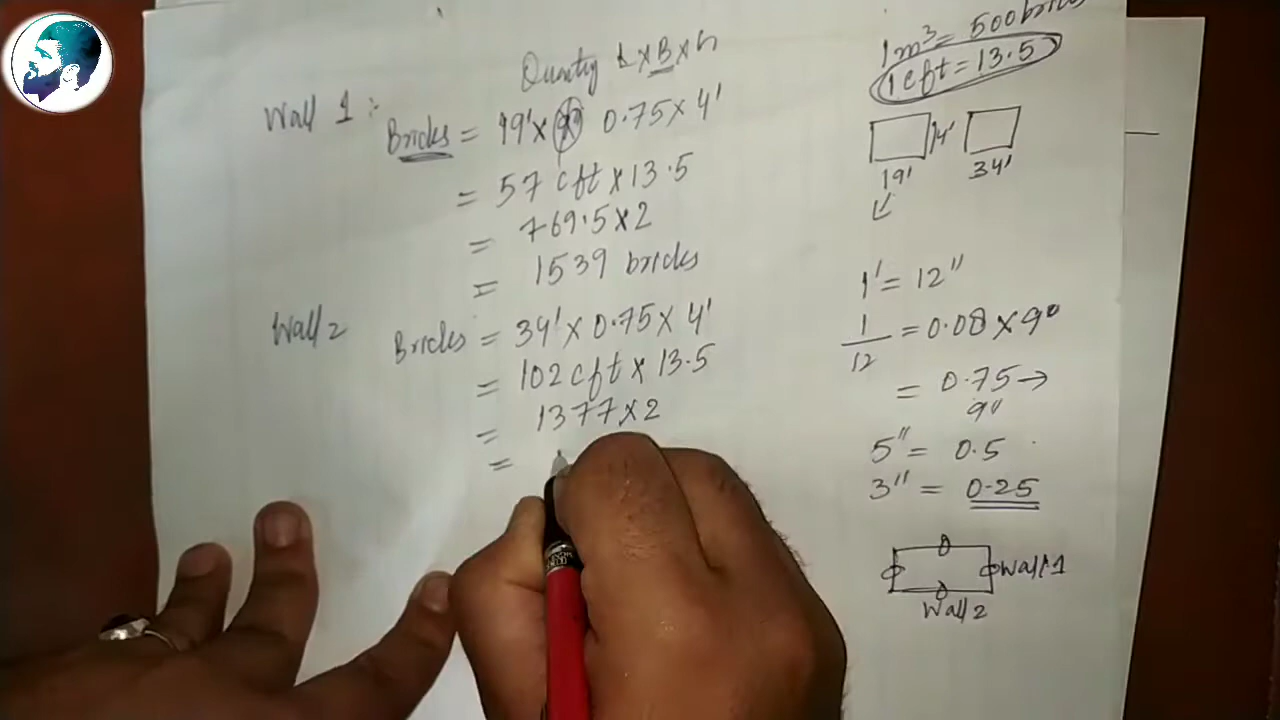 Quantity L x B x h
Wall 1 :-
Bricks = 19' x 0.75 x 4'
= 57 cft x 13.5
= 769.5 x 2
= 1539 bricks
Wall 2
Bricks = 34' x 0.75 x 4'
= 102 cft x 13.5
= 1377 x 2
=
1m³ = 500 bricks
1 cft = 13.5
4'
19'
34'
1' = 12"
1/12 = 0.08 x 9"
= 0.75 →
9"
5" = 0.5
3" = 0.25
Wall 1
Wall 2